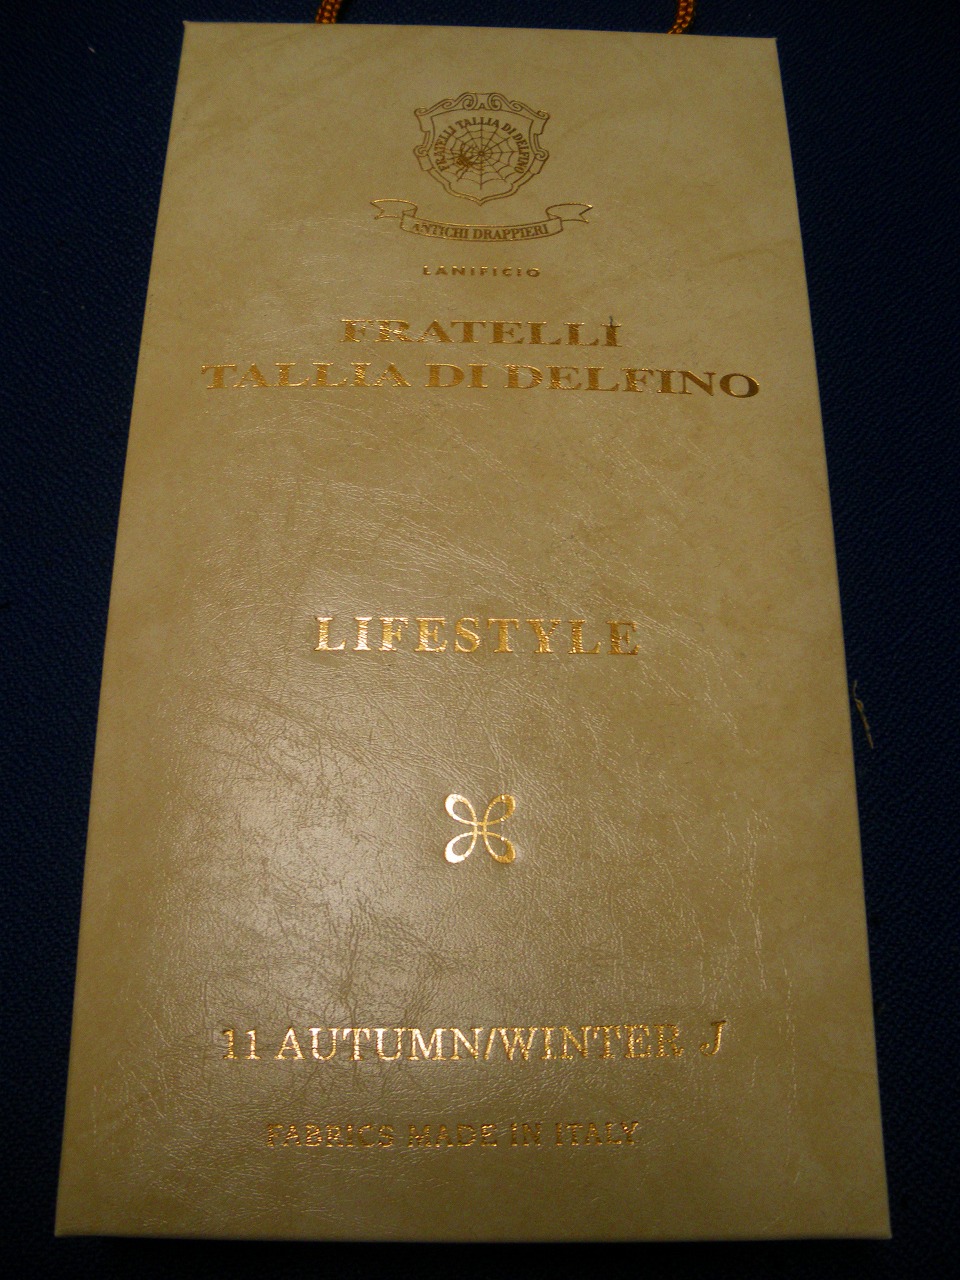 FRATELLI TALLIA DI DELFINO
ANTICHI DRAPPIERI
LANIFICIO
FRATELLI
TALLIA DI DELFINO
LIFESTYLE
11 AUTUMN/WINTER J
FABRICS MADE IN ITALY